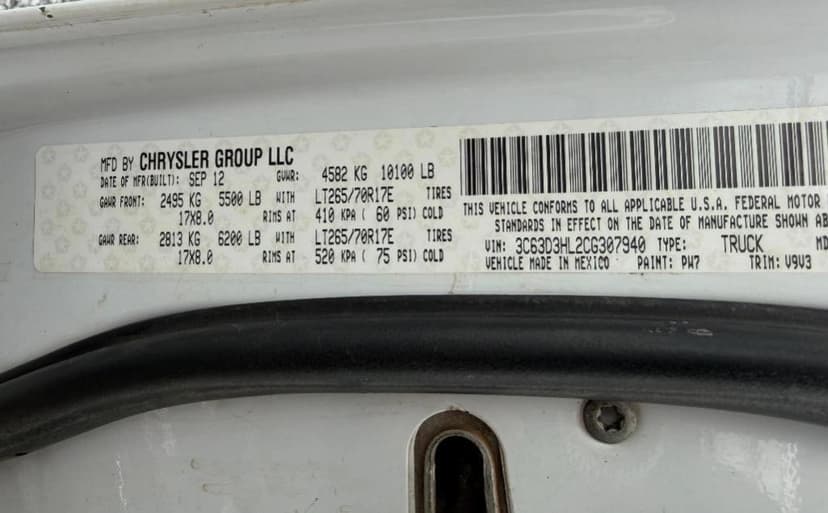 MFD BY CHRYSLER GROUP LLC
DATE OF MFR(BUILT): SEP 12 GVWR: 4582 KG 10100 LB
GAWR FRONT: 2495 KG 5500 LB WITH LT265/70R17E TIRES
17X8.0 RIMS AT 410 KPA ( 60 PSI) COLD
GAWR REAR: 2813 KG 6200 LB WITH LT265/70R17E TIRES
17X8.0 RIMS AT 520 KPA ( 75 PSI) COLD
THIS VEHICLE CONFORMS TO ALL APPLICABLE U.S.A. FEDERAL MOTOR
STANDARDS IN EFFECT ON THE DATE OF MANUFACTURE SHOWN AB
VIN: 3C63D3HL2CG307940 TYPE: TRUCK MD
VEHICLE MADE IN MEXICO PAINT: PW7 TRIM: V9V3